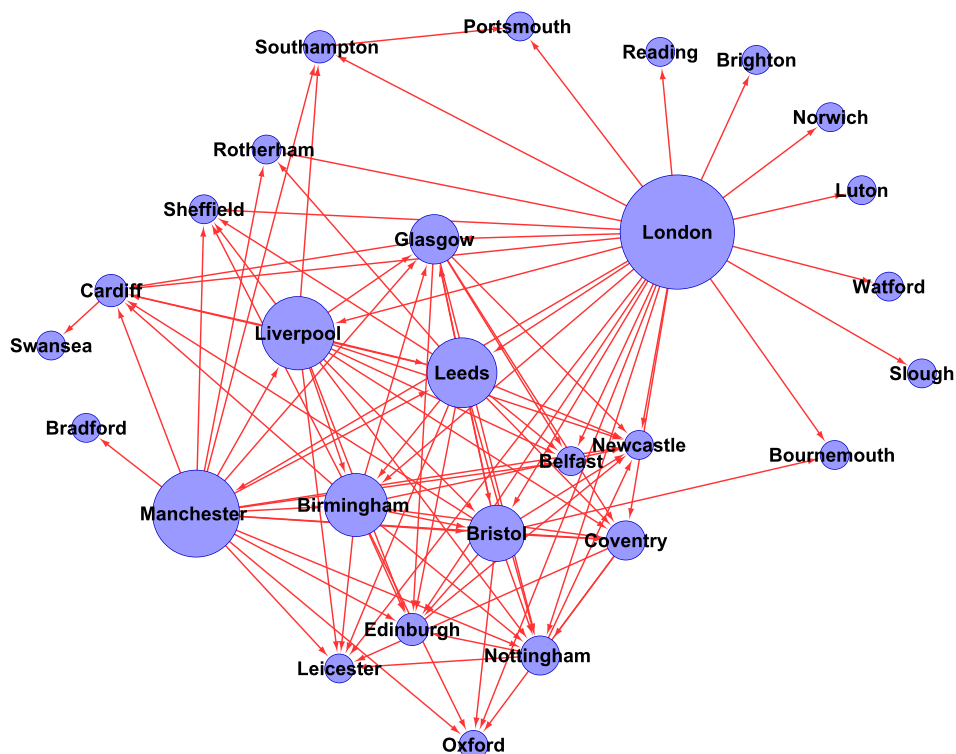 Portsmouth
Southampton
Reading
Brighton
Norwich
Rotherham
Luton
Sheffield
London
Glasgow
Cardiff
Watford
Liverpool
Swansea
Leeds
Slough
Bradford
Newcastle
Bournemouth
Belfast
Birmingham
Manchester
Bristol
Coventry
Edinburgh
Nottingham
Leicester
Oxford